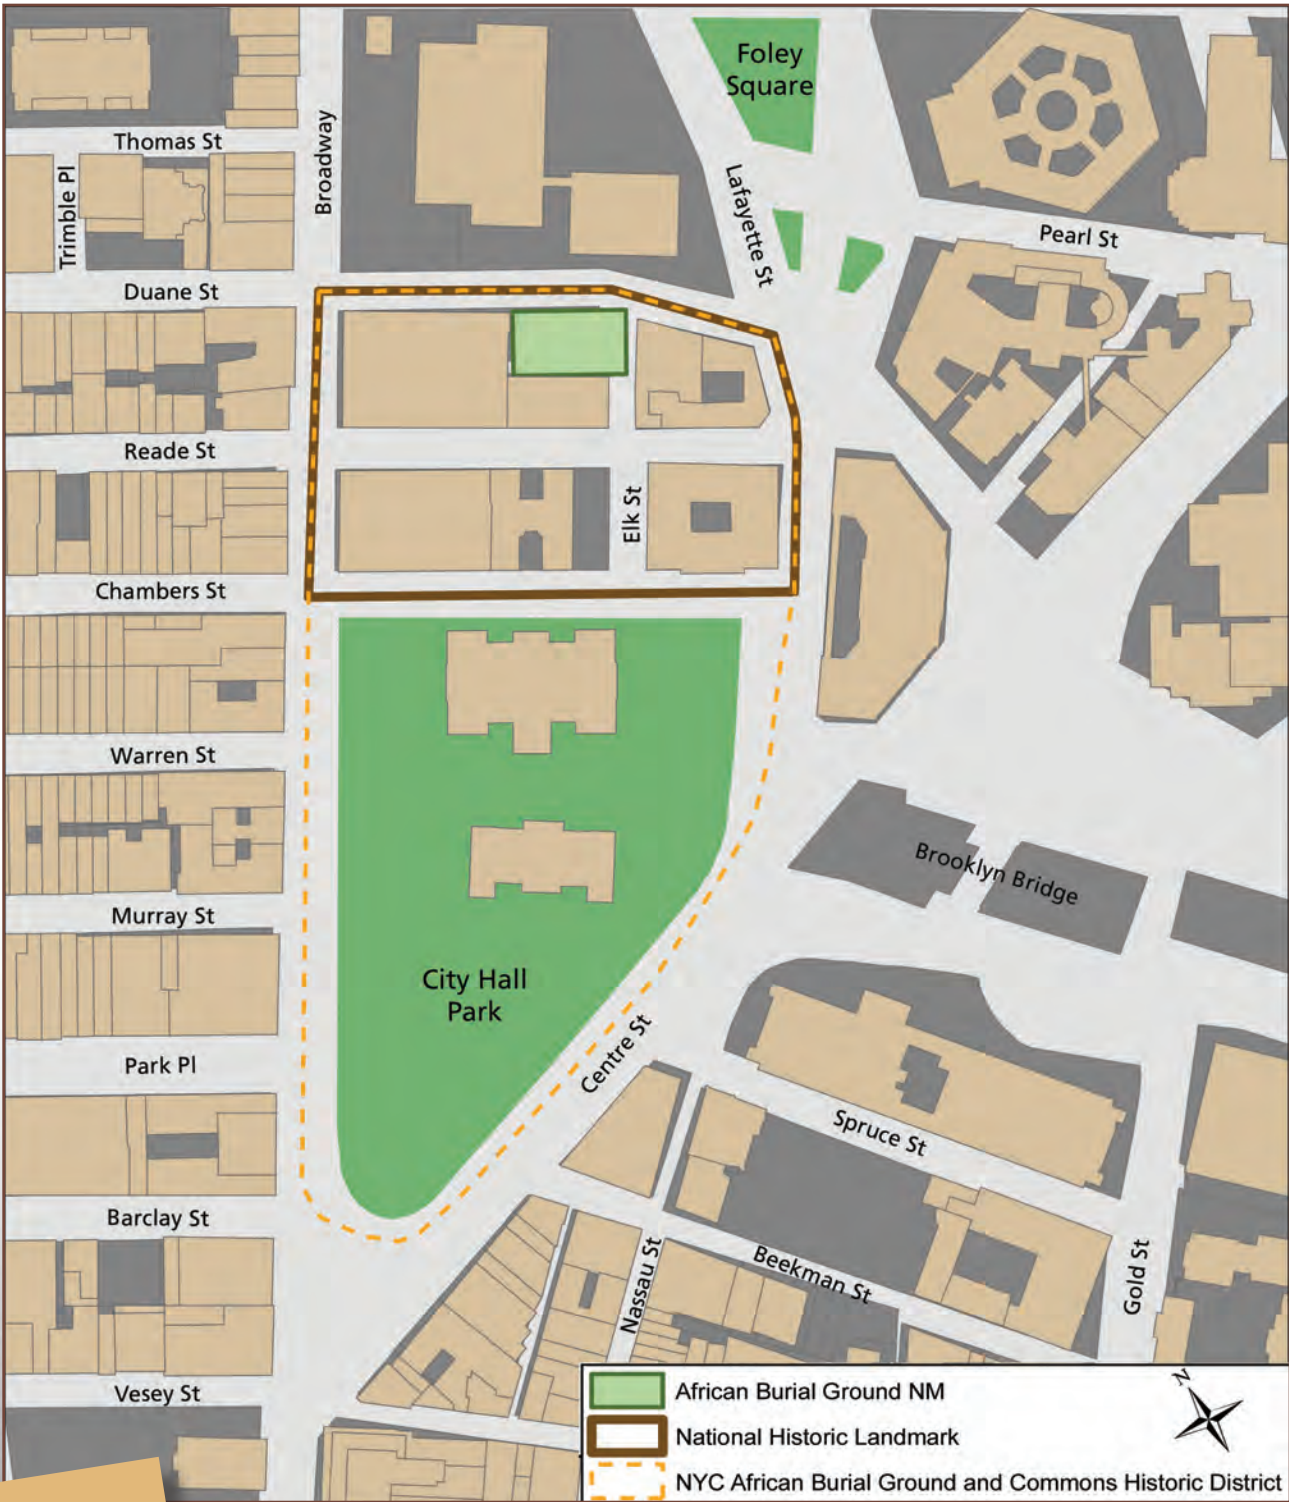 Foley
Square
Thomas St
Broadway
Trimble Pl
Lafayette St
Pearl St
Duane St
Reade St
Elk St
Chambers St
Warren St
Brooklyn Bridge
Murray St
City Hall
Park
Centre St
Park Pl
Spruce St
Barclay St
Nassau St
Beekman St
Gold St
Vesey St
N
African Burial Ground NM
National Historic Landmark
NYC African Burial Ground and Commons Historic District